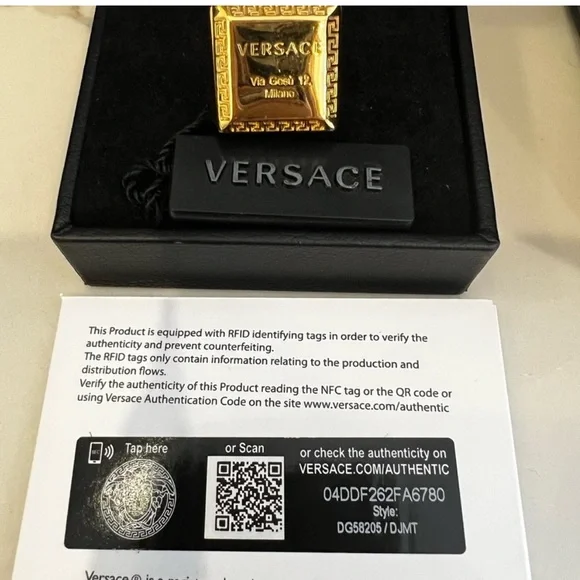 VERSACE
Via Gesù 12
Milano
VERSACE
This Product is equipped with RFID identifying tags in order to verify the
authenticity and prevent counterfeiting.
The RFID tags only contain information relating to the production and
distribution flows.
Verify the authenticity of this Product reading the NFC tag or the QR code or
using Versace Authentication Code on the site www.versace.com/authentic
Tap here
or Scan
or check the authenticity on
VERSACE.COM/AUTHENTIC
04DDF262FA6780
Style:
DG58205 / DJMT
Versace® is a